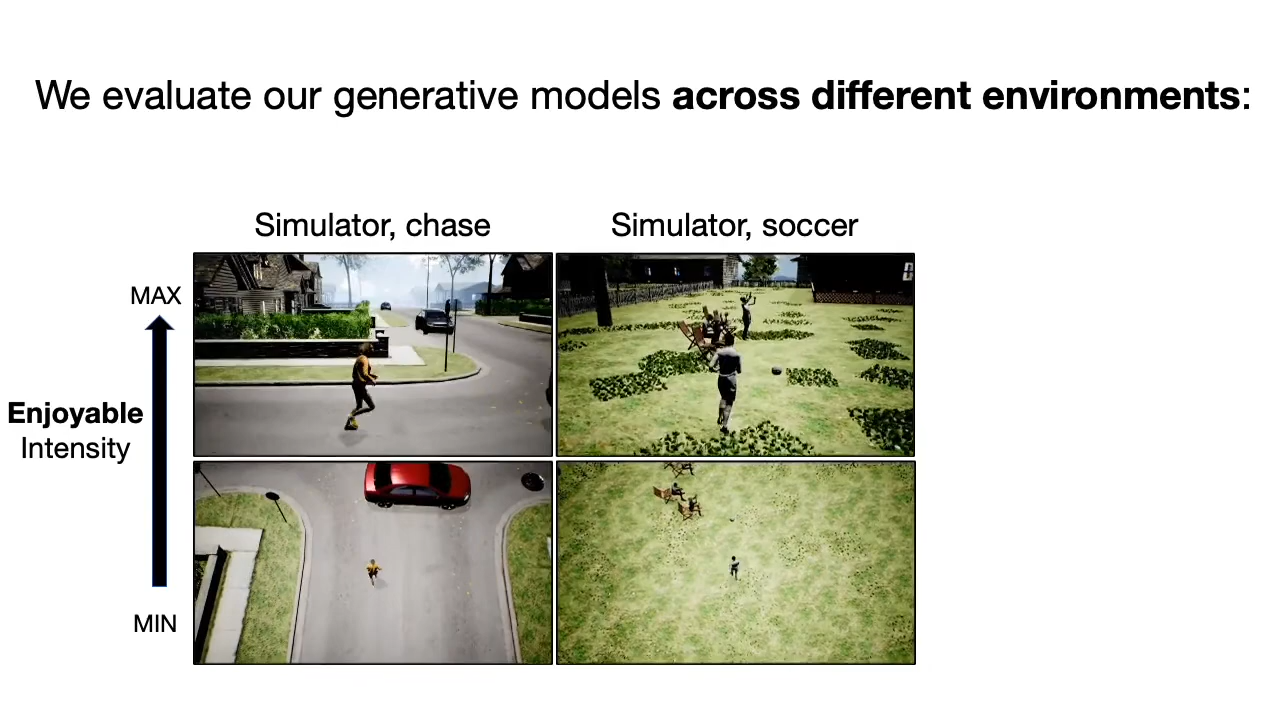 We evaluate our generative models across different environments:
Simulator, chase
Simulator, soccer
MAX
Enjoyable
Intensity
MIN